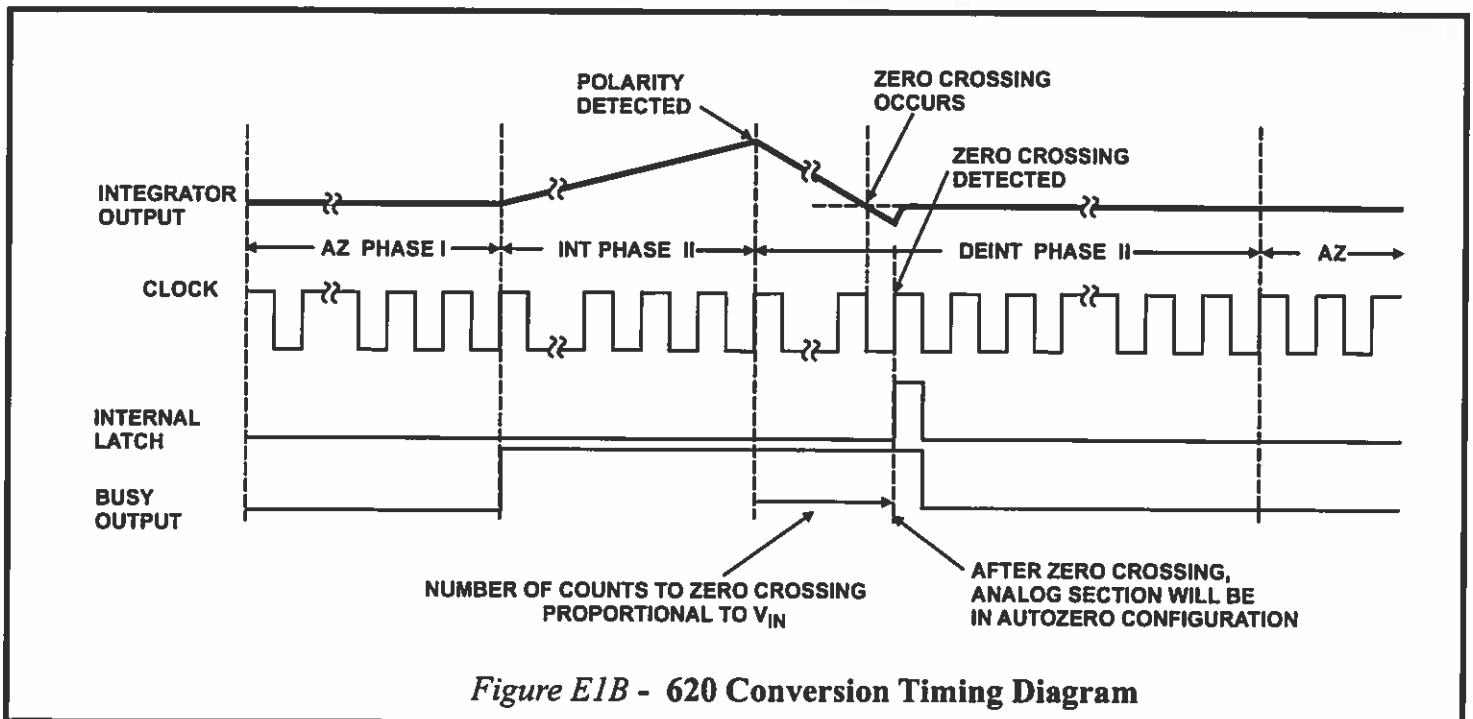 POLARITY
DETECTED
ZERO CROSSING
OCCURS
ZERO CROSSING
DETECTED
INTEGRATOR
OUTPUT
AZ PHASE I
INT PHASE II
DEINT PHASE II
AZ
CLOCK
INTERNAL
LATCH
BUSY
OUTPUT
NUMBER OF COUNTS TO ZERO CROSSING
PROPORTIONAL TO VIN
AFTER ZERO CROSSING,
ANALOG SECTION WILL BE
IN AUTOZERO CONFIGURATION
Figure E1B - 620 Conversion Timing Diagram